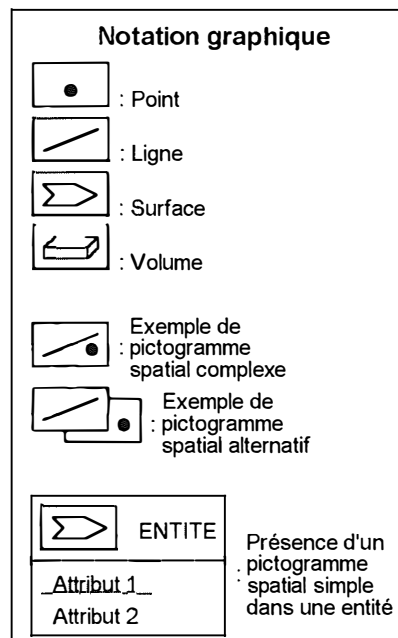 Notation graphique
: Point
: Ligne
: Surface
: Volume
Exemple de
: pictogramme
spatial complexe
Exemple de
: pictogramme
spatial alternatif
ENTITE
Attribut 1
Attribut 2
Présence d'un
: pictogramme
spatial simple
dans une entité